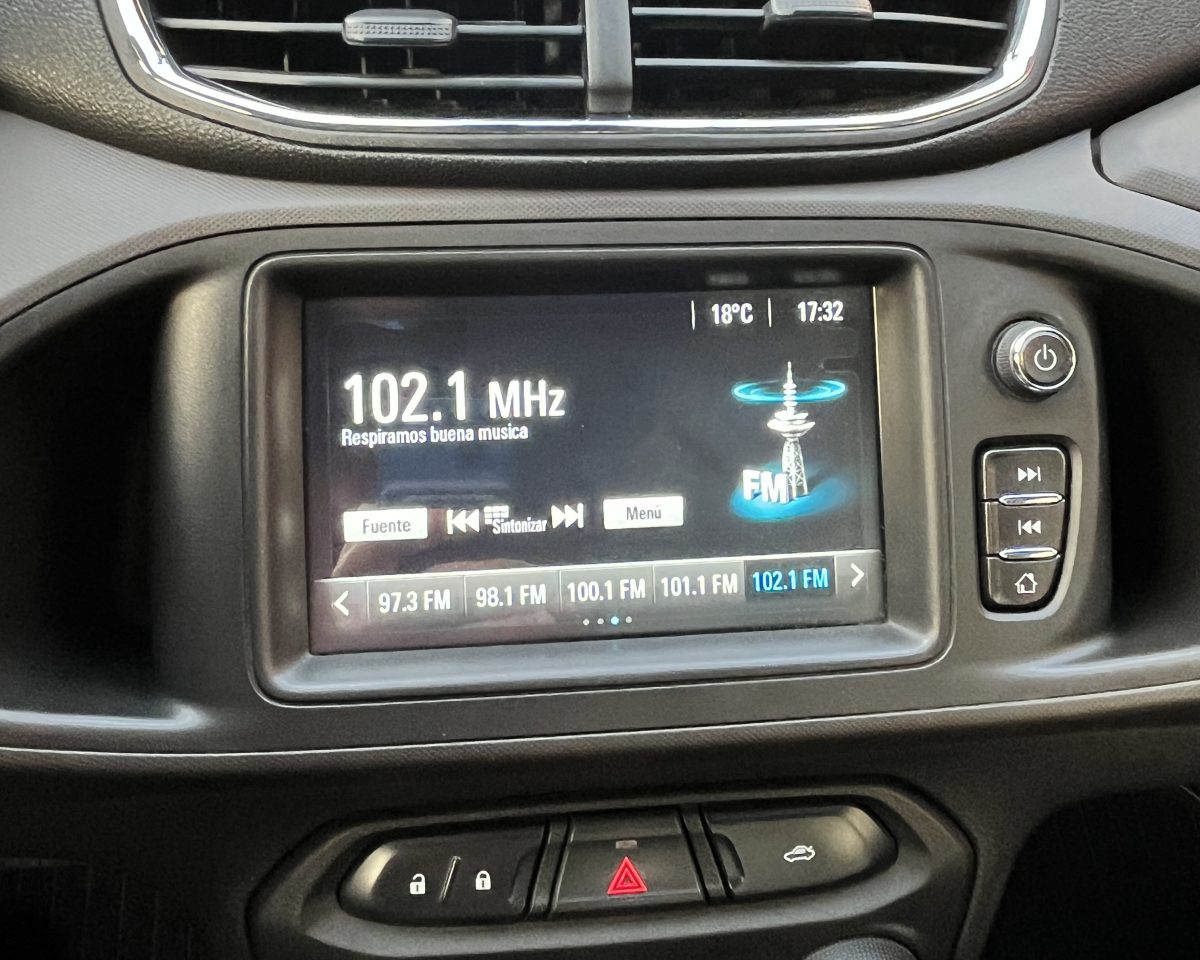 18°C 17:32
102.1 MHz
Respiramos buena musica
FM
Fuente Sintonizar Menú
97.3 FM 98.1 FM 100.1 FM 101.1 FM 102.1 FM